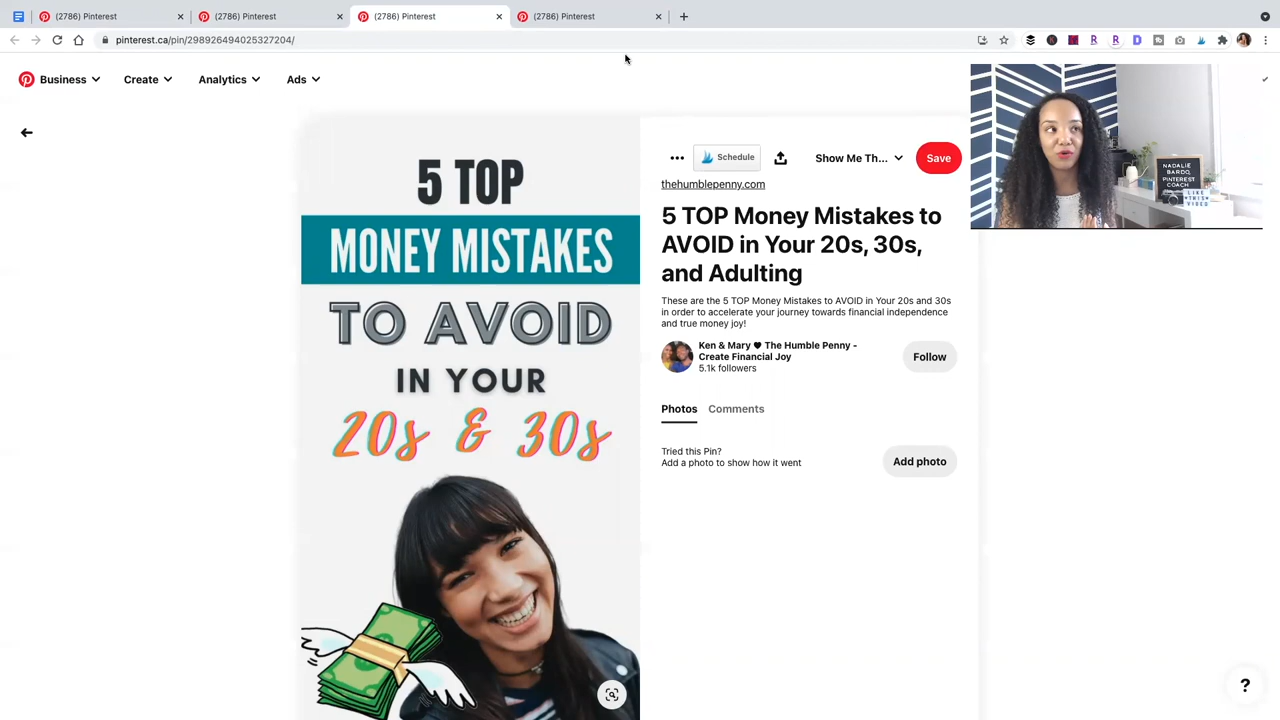 (2786) Pinterest
(2786) Pinterest
(2786) Pinterest
(2786) Pinterest
pinterest.ca/pin/298926494025327204/
Business
Create
Analytics
Ads
5 TOP
MONEY MISTAKES
TO AVOID
IN YOUR
20s & 30s
Schedule
Show Me Th...
Save
thehumblepenny.com
5 TOP Money Mistakes to
AVOID in Your 20s, 30s,
and Adulting
These are the 5 TOP Money Mistakes to AVOID in Your 20s and 30s
in order to accelerate your journey towards financial independence
and true money joy!
Ken & Mary ♥ The Humble Penny -
Create Financial Joy
5.1k followers
Follow
Photos
Comments
Tried this Pin?
Add a photo to show how it went
Add photo
NADALIE
BARDO,
PINTEREST
COACH
LIKE
THIS
VIDEO
?